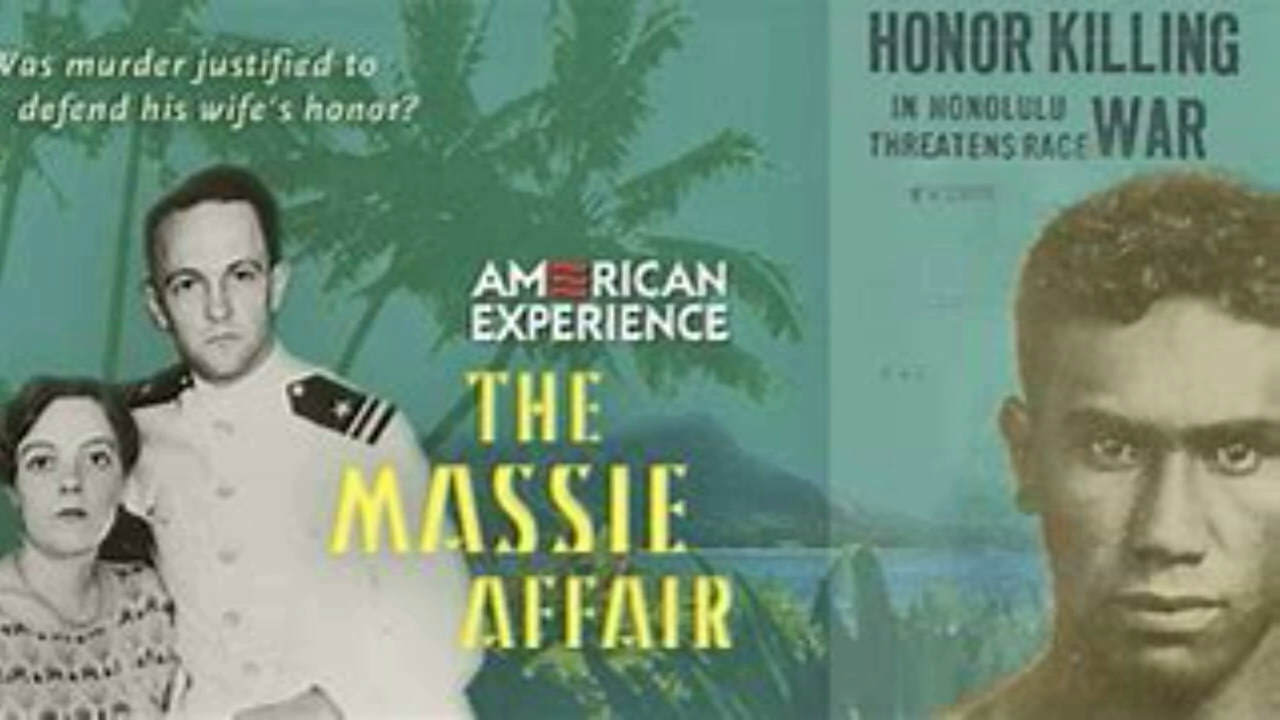 Was murder justified to
defend his wife's honor?
AMERICAN
EXPERIENCE
THE
MASSIE
AFFAIR
HONOR KILLING
IN HONOLULU
THREATENS RACE WAR